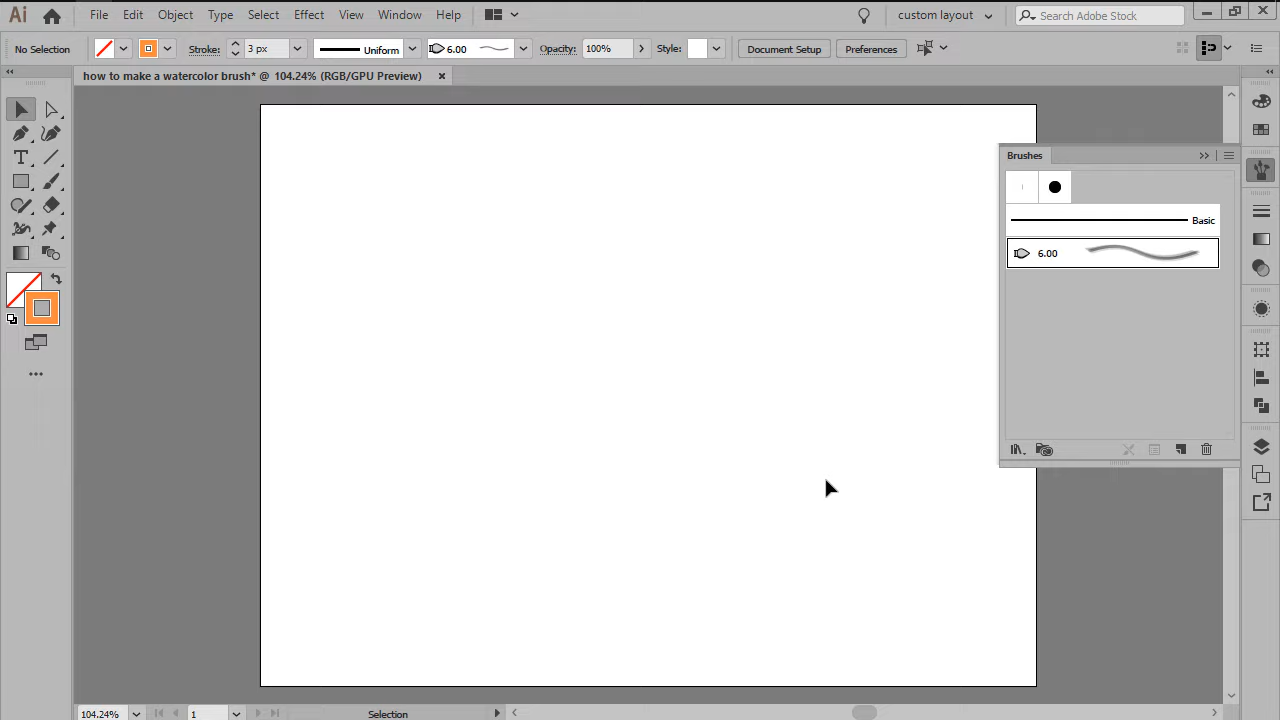 Ai File Edit Object Type Select Effect View Window Help custom layout Search Adobe Stock
No Selection Stroke: 3 px Uniform 6.00 Opacity: 100% Style: Document Setup Preferences
how to make a watercolor brush* @ 104.24% (RGB/GPU Preview)
Brushes
Basic
6.00
104.24% 1 Selection